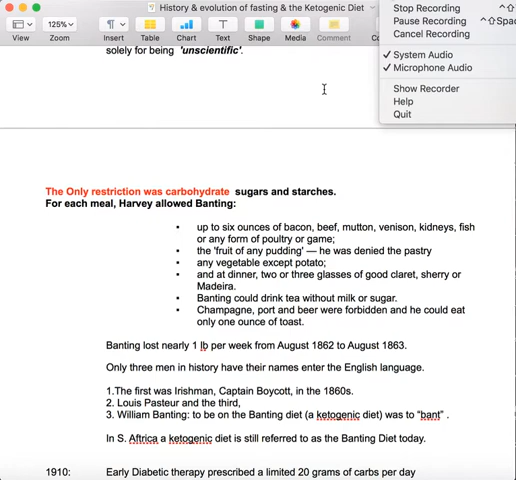 History & evolution of fasting & the Ketogenic Diet
Stop Recording
Pause Recording
Cancel Recording
System Audio
Microphone Audio
Show Recorder
Help
Quit
125%
View
Zoom
Insert
Table
Chart
Text
Shape
Media
Comment
solely for being 'unscientific'.
The Only restriction was carbohydrate sugars and starches.
For each meal, Harvey allowed Banting:
• up to six ounces of bacon, beef, mutton, venison, kidneys, fish
or any form of poultry or game;
• the 'fruit of any pudding' — he was denied the pastry
• any vegetable except potato;
• and at dinner, two or three glasses of good claret, sherry or
Madeira.
• Banting could drink tea without milk or sugar.
• Champagne, port and beer were forbidden and he could eat
only one ounce of toast.
Banting lost nearly 1 lb per week from August 1862 to August 1863.
Only three men in history have their names enter the English language.
1.The first was Irishman, Captain Boycott, in the 1860s.
2. Louis Pasteur and the third,
3. William Banting: to be on the Banting diet (a ketogenic diet) was to “bant” .
In S. Aftrica a ketogenic diet is still referred to as the Banting Diet today.
1910: Early Diabetic therapy prescribed a limited 20 grams of carbs per day